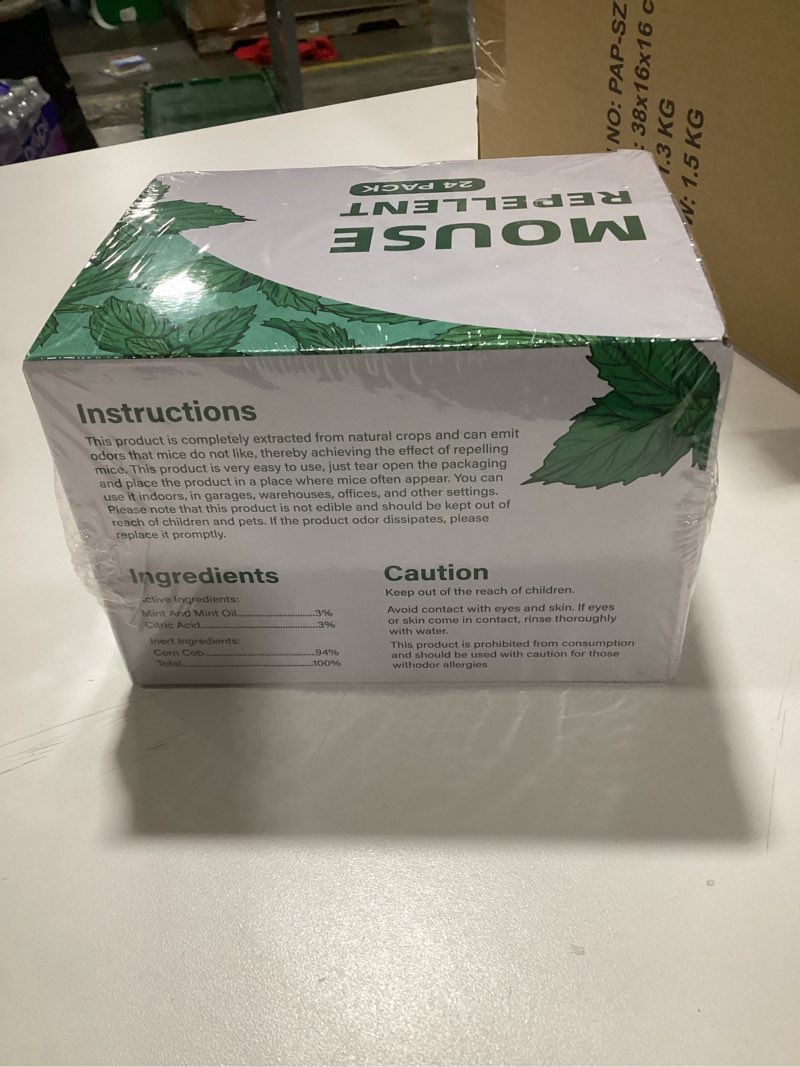 MOUSE
REPELLENT
24 PACK
Instructions
This product is completely extracted from natural crops and can emit
odors that mice do not like, thereby achieving the effect of repelling
mice. This product is very easy to use, just tear open the packaging
and place the product in a place where mice often appear. You can
use it indoors, in garages, warehouses, offices, and other settings.
Please note that this product is not edible and should be kept out of
reach of children and pets. If the product odor dissipates, please
replace it promptly.
Ingredients
ctive Ingredients:
Mint And Mint Oil..............................3%
Citric Acid...........................................3%
Inert Ingredients:
Corn Cob..........................................94%
Total................................................100%
Caution
Keep out of the reach of children.
Avoid contact with eyes and skin. If eyes
or skin come in contact, rinse thoroughly
with water.
This product is prohibited from consumption
and should be used with caution for those
withodor allergies
NO: PAP-SZ
: 38x16x16 c
1.3 KG
: 1.5 KG